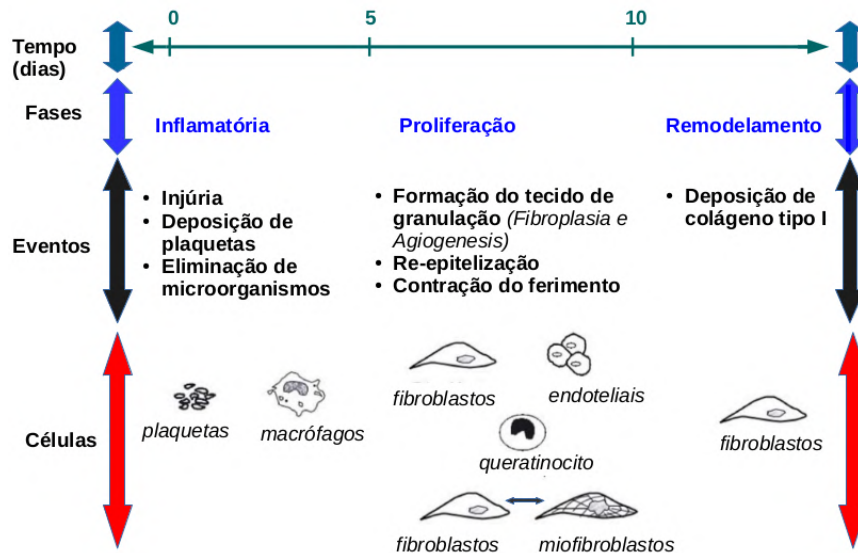 0 5 10
Tempo
(dias)
Fases
Inflamatória Proliferação Remodelamento
Eventos
• Injúria
• Deposição de
plaquetas
• Eliminação de
microorganismos
• Formação do tecido de
granulação (Fibroplasia e
Agiogenesis)
• Re-epitelização
• Contração do ferimento
• Deposição de
colágeno tipo I
Células
plaquetas
macrófagos
fibroblastos
endoteliais
queratinocito
fibroblastos
miofibroblastos
fibroblastos